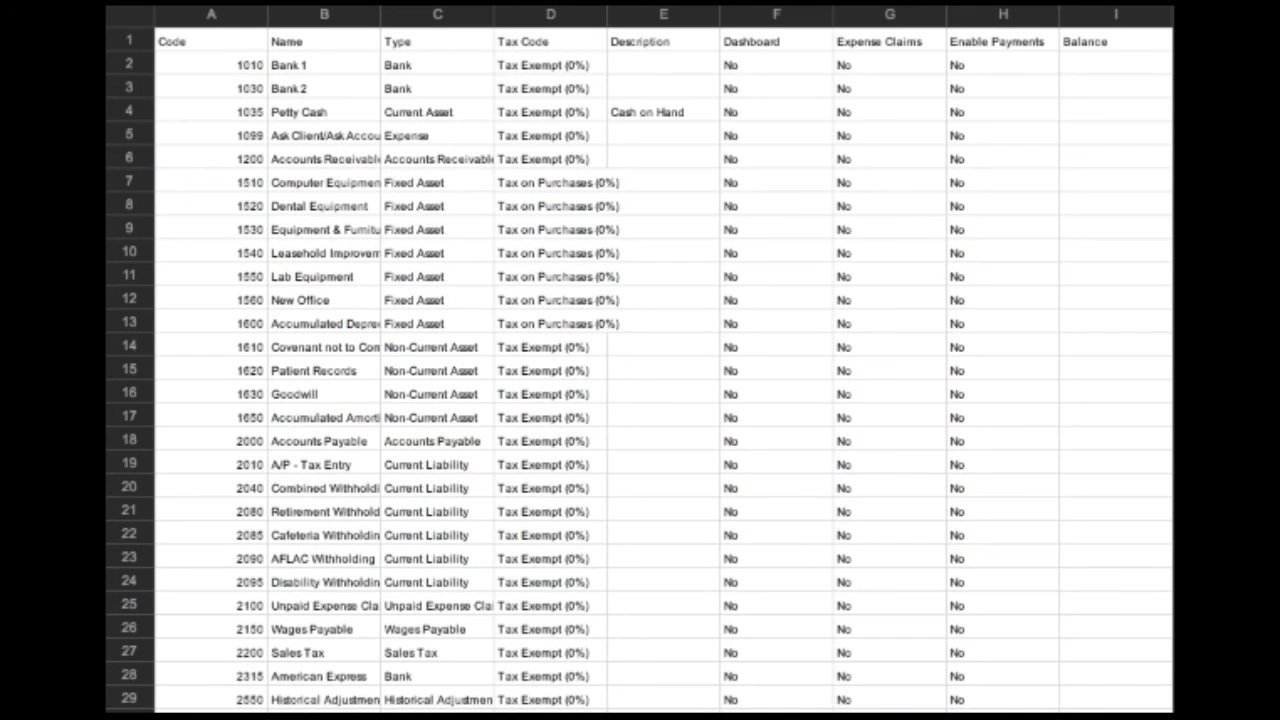 A B C D E F G H I
1 Code Name Type Tax Code Description Dashboard Expense Claims Enable Payments Balance
2 1010 Bank 1 Bank Tax Exempt (0%) No No No
3 1030 Bank 2 Bank Tax Exempt (0%) No No No
4 1035 Petty Cash Current Asset Tax Exempt (0%) Cash on Hand No No No
5 1099 Ask Client/Ask Accou Expense Tax Exempt (0%) No No No
6 1200 Accounts Receivabl Accounts Receivabl Tax Exempt (0%) No No No
7 1510 Computer Equipmen Fixed Asset Tax on Purchases (0%) No No No
8 1520 Dental Equipment Fixed Asset Tax on Purchases (0%) No No No
9 1530 Equipment & Furnitu Fixed Asset Tax on Purchases (0%) No No No
10 1540 Leasehold Improvem Fixed Asset Tax on Purchases (0%) No No No
11 1550 Lab Equipment Fixed Asset Tax on Purchases (0%) No No No
12 1560 New Office Fixed Asset Tax on Purchases (0%) No No No
13 1600 Accumulated Depre Fixed Asset Tax on Purchases (0%) No No No
14 1610 Covenant not to Com Non-Current Asset Tax Exempt (0%) No No No
15 1620 Patient Records Non-Current Asset Tax Exempt (0%) No No No
16 1630 Goodwill Non-Current Asset Tax Exempt (0%) No No No
17 1650 Accumulated Amorti Non-Current Asset Tax Exempt (0%) No No No
18 2000 Accounts Payable Accounts Payable Tax Exempt (0%) No No No
19 2010 A/P - Tax Entry Current Liability Tax Exempt (0%) No No No
20 2040 Combined Withholdi Current Liability Tax Exempt (0%) No No No
21 2080 Retirement Withhold Current Liability Tax Exempt (0%) No No No
22 2085 Cafeteria Withholdin Current Liability Tax Exempt (0%) No No No
23 2090 AFLAC Withholding Current Liability Tax Exempt (0%) No No No
24 2095 Disability Withholdin Current Liability Tax Exempt (0%) No No No
25 2100 Unpaid Expense Cla Unpaid Expense Cla Tax Exempt (0%) No No No
26 2150 Wages Payable Wages Payable Tax Exempt (0%) No No No
27 2200 Sales Tax Sales Tax Tax Exempt (0%) No No No
28 2315 American Express Bank Tax Exempt (0%) No No No
29 2550 Historical Adjustmen Historical Adjustmen Tax Exempt (0%) No No No